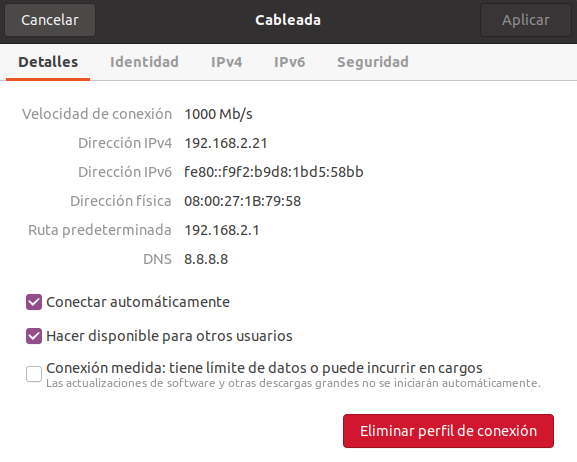 Cancelar Cableada Aplicar
Detalles Identidad IPv4 IPv6 Seguridad
Velocidad de conexión 1000 Mb/s
Dirección IPv4 192.168.2.21
Dirección IPv6 fe80::f9f2:b9d8:1bd5:58bb
Dirección física 08:00:27:1B:79:58
Ruta predeterminada 192.168.2.1
DNS 8.8.8.8
Conectar automáticamente
Hacer disponible para otros usuarios
Conexión medida: tiene límite de datos o puede incurrir en cargos
Las actualizaciones de software y otras descargas grandes no se iniciarán automáticamente.
Eliminar perfil de conexión